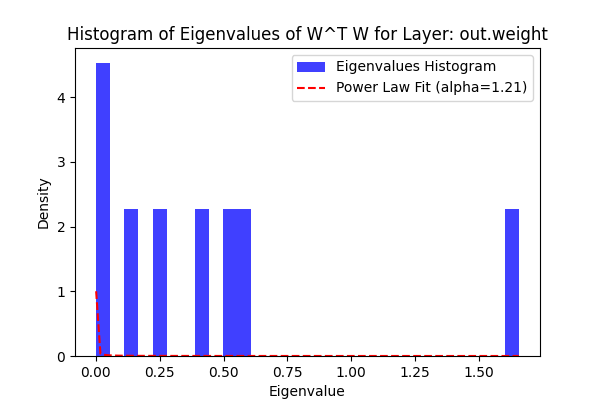 Histogram of Eigenvalues of W^T W for Layer: out.weight
Eigenvalues Histogram
Power Law Fit (alpha=1.21)
Density
4
3
2
1
0
0.00 0.25 0.50 0.75 1.00 1.25 1.50
Eigenvalue